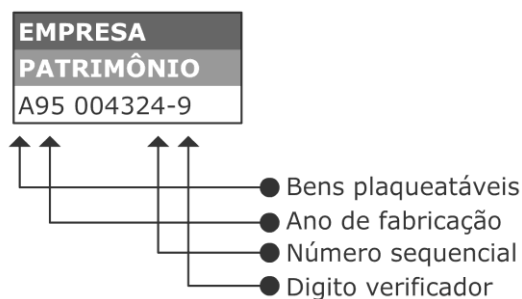 EMPRESA
PATRIMÔNIO
A95 004324-9
Bens plaqueatáveis
Ano de fabricação
Número sequencial
Digito verificador